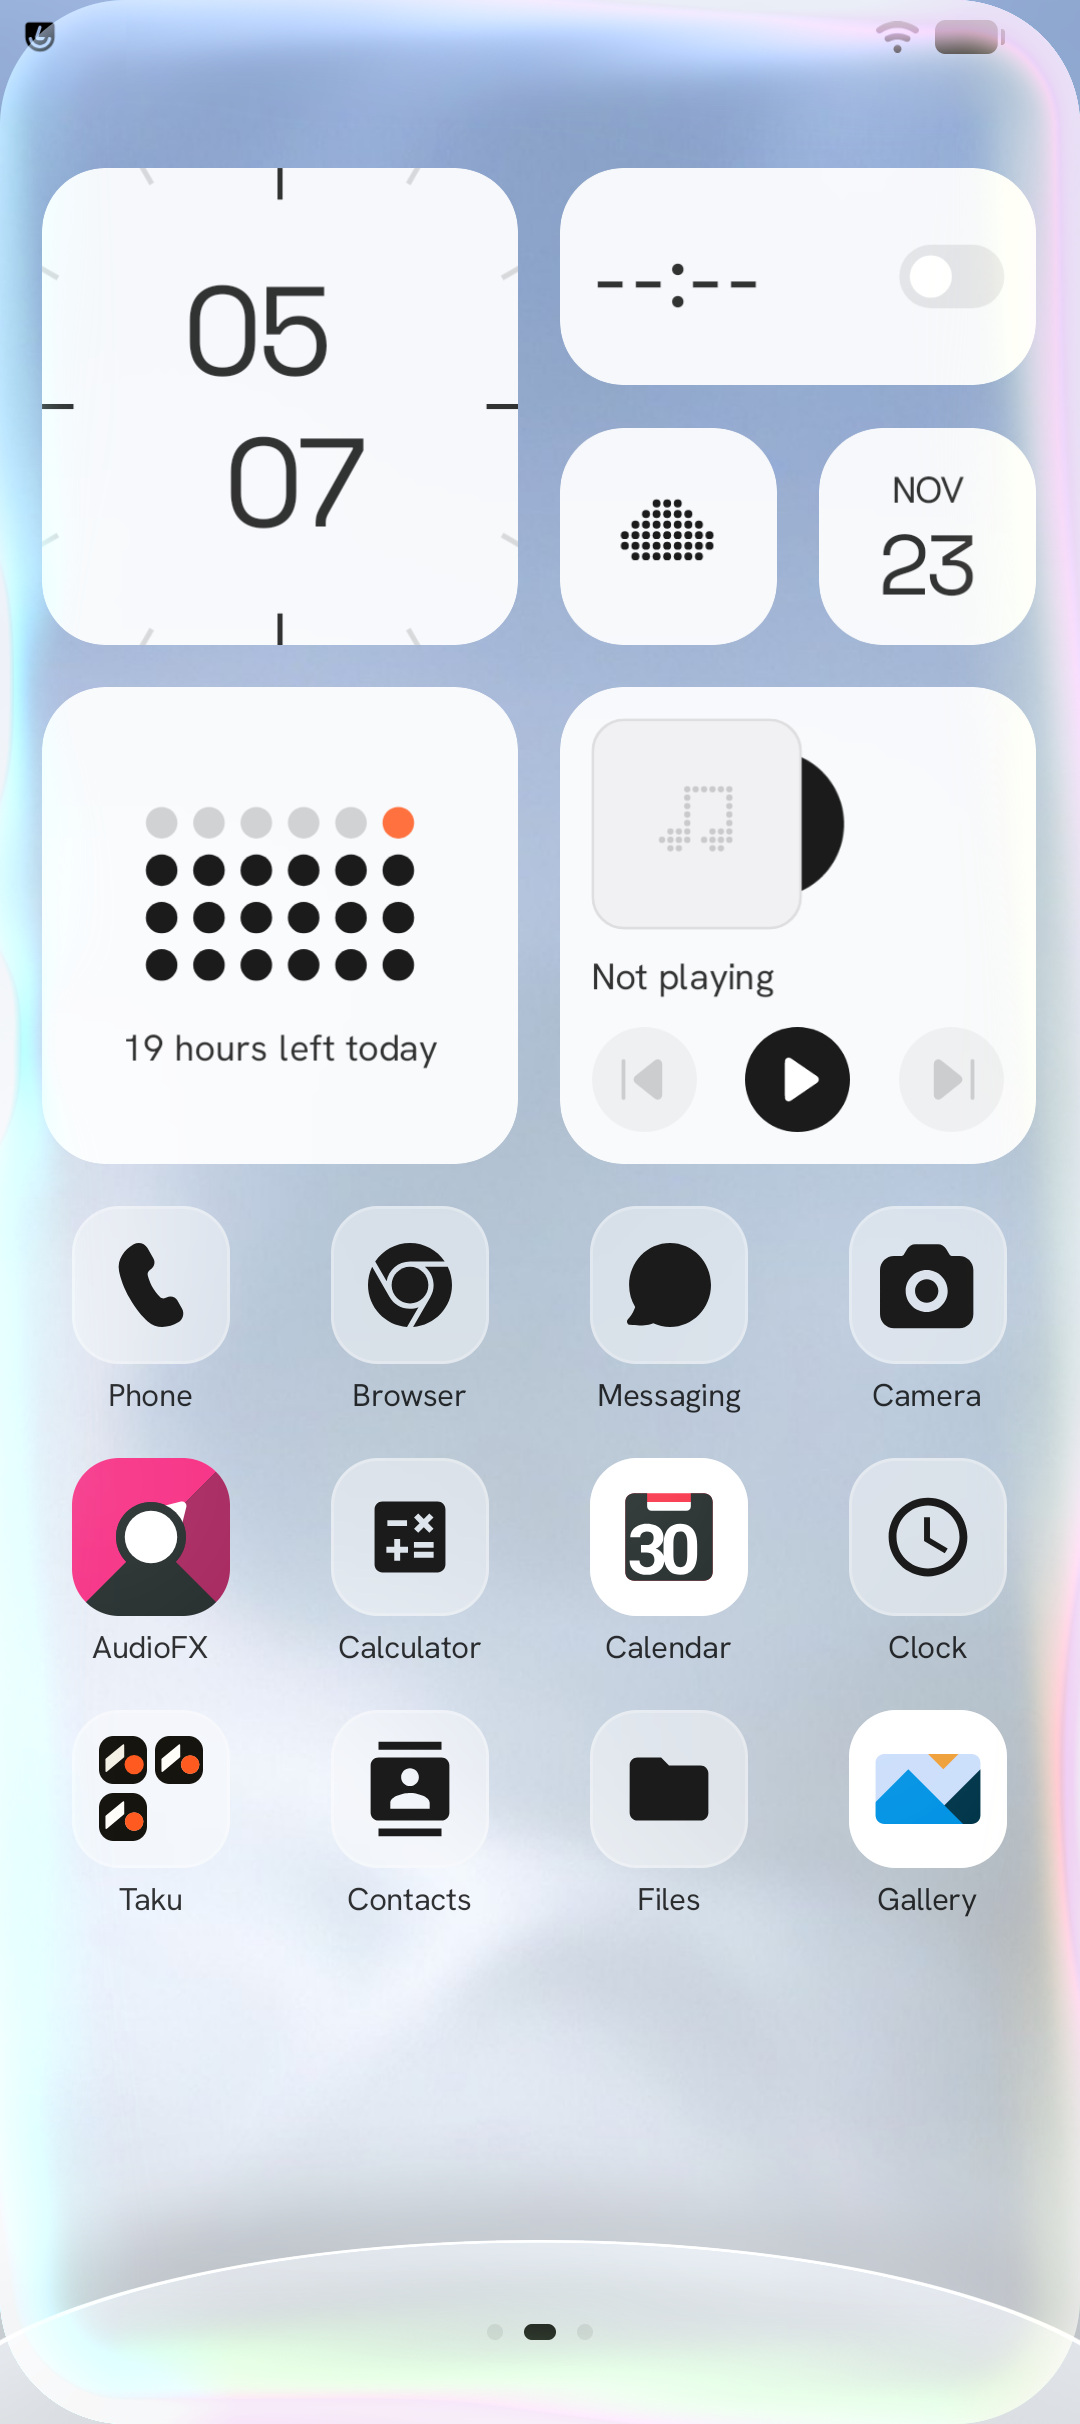 05
07
--:--
NOV
23
19 hours left today
Not playing
Phone
Browser
Messaging
Camera
30
AudioFX
Calculator
Calendar
Clock
Taku
Contacts
Files
Gallery